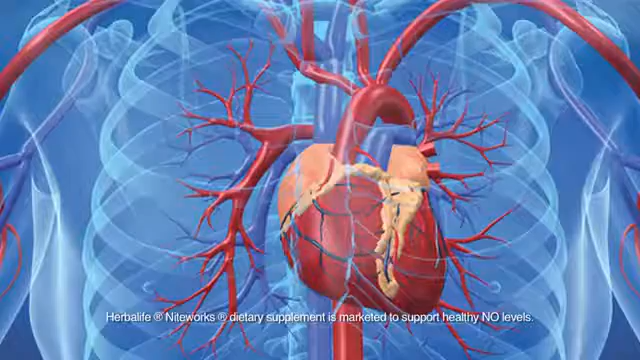 Herbalife ® Niteworks ® dietary supplement is marketed to support healthy NO levels.